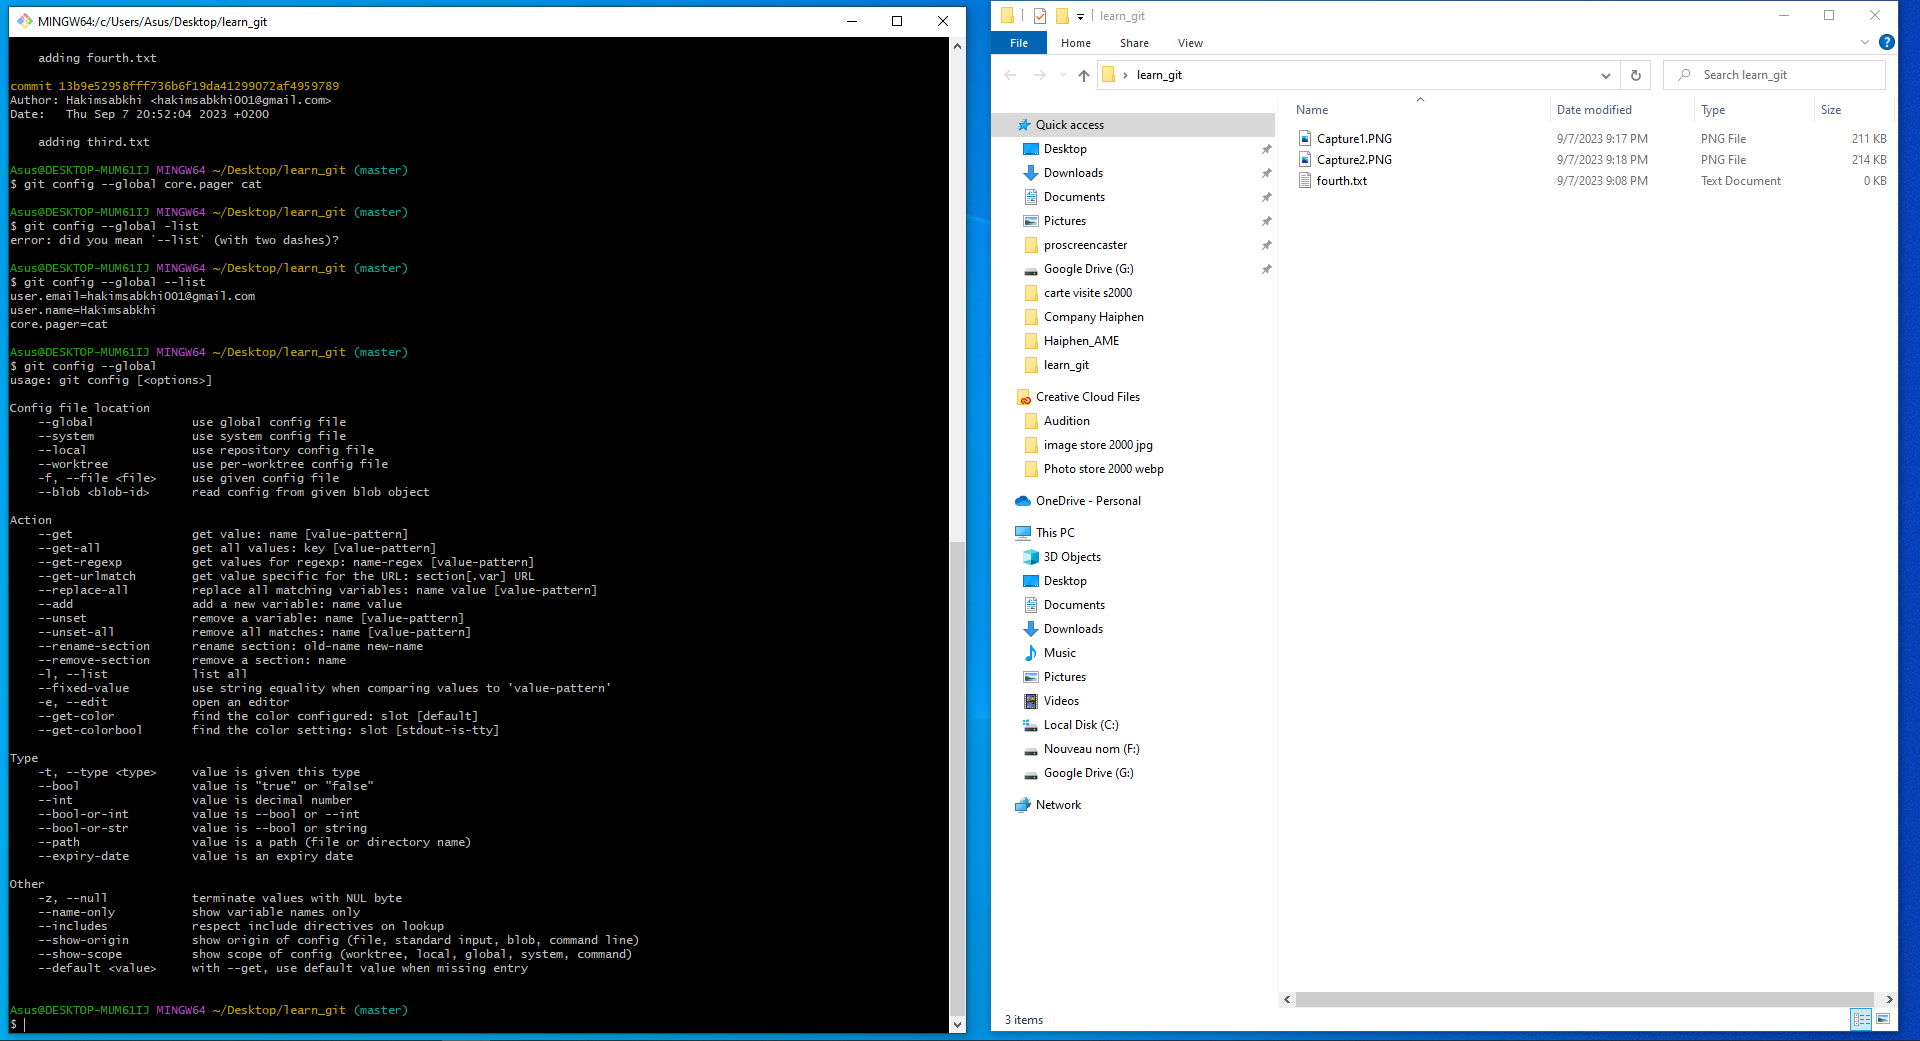 MINGW64:/c/Users/Asus/Desktop/learn_git
    adding fourth.txt
commit 13b9e52958fff736b6f19da41299072af4959789
Author: Hakimsabkhi <hakimsabkhi001@gmail.com>
Date:   Thu Sep 7 20:52:04 2023 +0200
    adding third.txt
Asus@DESKTOP-MUM61IJ MINGW64 ~/Desktop/learn_git (master)
$ git config --global core.pager cat
Asus@DESKTOP-MUM61IJ MINGW64 ~/Desktop/learn_git (master)
$ git config --global -list
error: did you mean `--list` (with two dashes)?
Asus@DESKTOP-MUM61IJ MINGW64 ~/Desktop/learn_git (master)
$ git config --global --list
user.email=hakimsabkhi001@gmail.com
user.name=Hakimsabkhi
core.pager=cat
Asus@DESKTOP-MUM61IJ MINGW64 ~/Desktop/learn_git (master)
$ git config --global
usage: git config [<options>]
Config file location
    --global              use global config file
    --system              use system config file
    --local               use repository config file
    --worktree            use per-worktree config file
    -f, --file <file>     use given config file
    --blob <blob-id>      read config from given blob object
Action
    --get                 get value: name [value-pattern]
    --get-all             get all values: key [value-pattern]
    --get-regexp          get values for regexp: name-regex [value-pattern]
    --get-urlmatch        get value specific for the URL: section[.var] URL
    --replace-all         replace all matching variables: name value [value-pattern]
    --add                 add a new variable: name value
    --unset               remove a variable: name [value-pattern]
    --unset-all           remove all matches: name [value-pattern]
    --rename-section      rename section: old-name new-name
    --remove-section      remove a section: name
    -l, --list            list all
    --fixed-value         use string equality when comparing values to 'value-pattern'
    -e, --edit            open an editor
    --get-color           find the color configured: slot [default]
    --get-colorbool       find the color setting: slot [stdout-is-tty]
Type
    -t, --type <type>     value is given this type
    --bool                value is "true" or "false"
    --int                 value is decimal number
    --bool-or-int         value is --bool or --int
    --bool-or-str         value is --bool or string
    --path                value is a path (file or directory name)
    --expiry-date         value is an expiry date
Other
    -z, --null            terminate values with NUL byte
    --name-only           show variable names only
    --includes            respect include directives on lookup
    --show-origin         show origin of config (file, standard input, blob, command line)
    --show-scope          show scope of config (worktree, local, global, system, command)
    --default <value>     with --get, use default value when missing entry
Asus@DESKTOP-MUM61IJ MINGW64 ~/Desktop/learn_git (master)
$
learn_git
File Home Share View
learn_git
Search learn_git
Quick access
Desktop
Downloads
Documents
Pictures
proscreencaster
Google Drive (G:)
carte visite s2000
Company Haiphen
Haiphen_AME
learn_git
Creative Cloud Files
Audition
image store 2000 jpg
Photo store 2000 webp
OneDrive - Personal
This PC
3D Objects
Desktop
Documents
Downloads
Music
Pictures
Videos
Local Disk (C:)
Nouveau nom (F:)
Google Drive (G:)
Network
Name Date modified Type Size
Capture1.PNG 9/7/2023 9:17 PM PNG File 211 KB
Capture2.PNG 9/7/2023 9:18 PM PNG File 214 KB
fourth.txt 9/7/2023 9:08 PM Text Document 0 KB
3 items